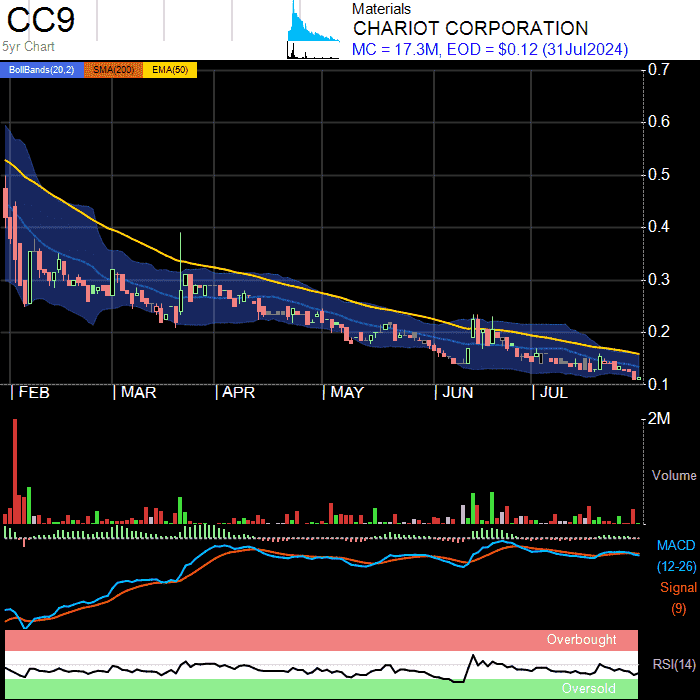 CC9
5yr Chart
Materials
CHARIOT CORPORATION
MC = 17.3M, EOD = $0.12 (31Jul2024)
BollBands(20,2) SMA(200) EMA(50)
0.7
0.6
0.5
0.4
0.3
0.2
0.1
| FEB | MAR | APR | MAY | JUN | JUL
2M
Volume
MACD
(12-26)
Signal
(9)
Overbought
RSI(14)
Oversold